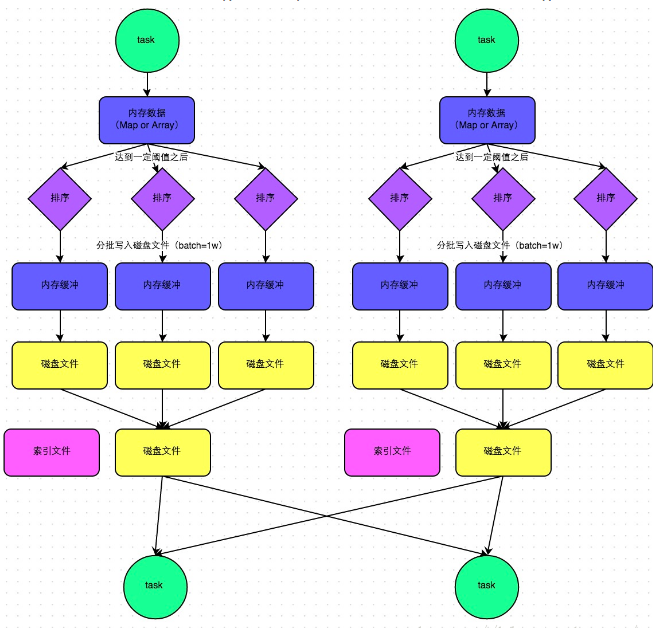 task
task
内存数据
（Map or Array）
内存数据
（Map or Array）
达到一定阈值之后
达到一定阈值之后
排序
排序
排序
排序
排序
排序
分批写入磁盘文件（batch=1w）
分批写入磁盘文件（batch=1w）
内存缓冲
内存缓冲
内存缓冲
内存缓冲
内存缓冲
内存缓冲
磁盘文件
磁盘文件
磁盘文件
磁盘文件
磁盘文件
磁盘文件
索引文件
磁盘文件
索引文件
磁盘文件
task
task